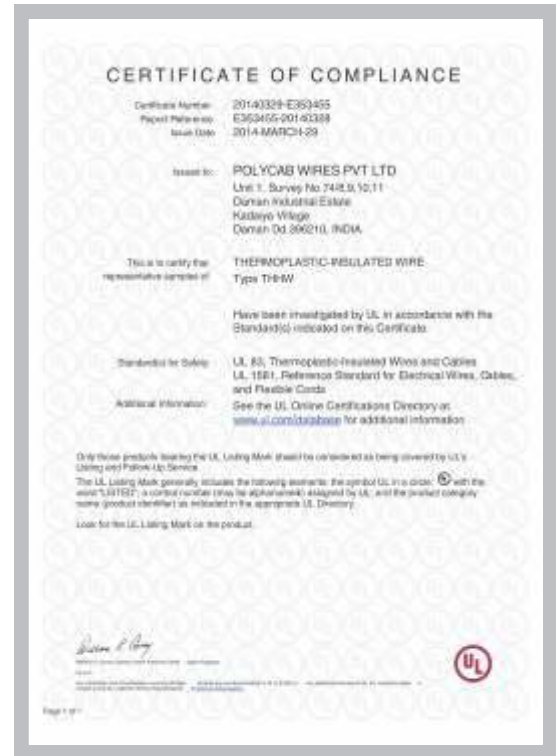 CERTIFICATE OF COMPLIANCE
Certificate Number 20140329-E353455
Report Reference E353455-20140328
Issue Date 2014-MARCH-29
Issued to: POLYCAB WIRES PVT LTD
Unit 1, Survey No 74/8,9,10,11
Daman Industrial Estate
Kadaiya Village
Daman Dd 396210, INDIA
This is to certify that THERMOPLASTIC-INSULATED WIRE
representative samples of Type THHW
Have been investigated by UL in accordance with the
Standard(s) indicated on this Certificate.
Standard(s) for Safety: UL 83, Thermoplastic-Insulated Wires and Cables
UL 1581, Reference Standard for Electrical Wires, Cables,
and Flexible Cords
Additional Information: See the UL Online Certifications Directory at
www.ul.com/database for additional information
Only those products bearing the UL Listing Mark should be considered as being covered by UL's
Listing and Follow-Up Service.
The UL Listing Mark generally includes the following elements: the symbol UL in a circle: UL with the
word "LISTED"; a control number (may be alphanumeric) assigned by UL; and the product category
name (product identifier) as indicated in the appropriate UL Directory.
Look for the UL Listing Mark on the product.
UL
Page 1 of 1